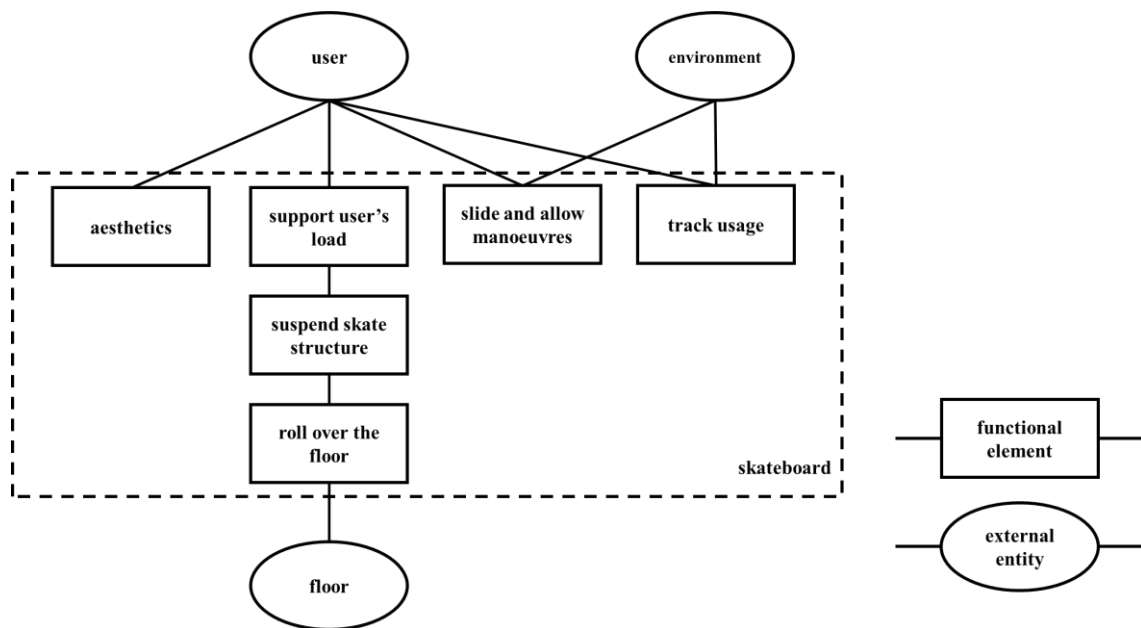 user
environment
aesthetics
support user’s
load
slide and allow
manoeuvres
track usage
suspend skate
structure
roll over the
floor
skateboard
floor
functional
element
external
entity